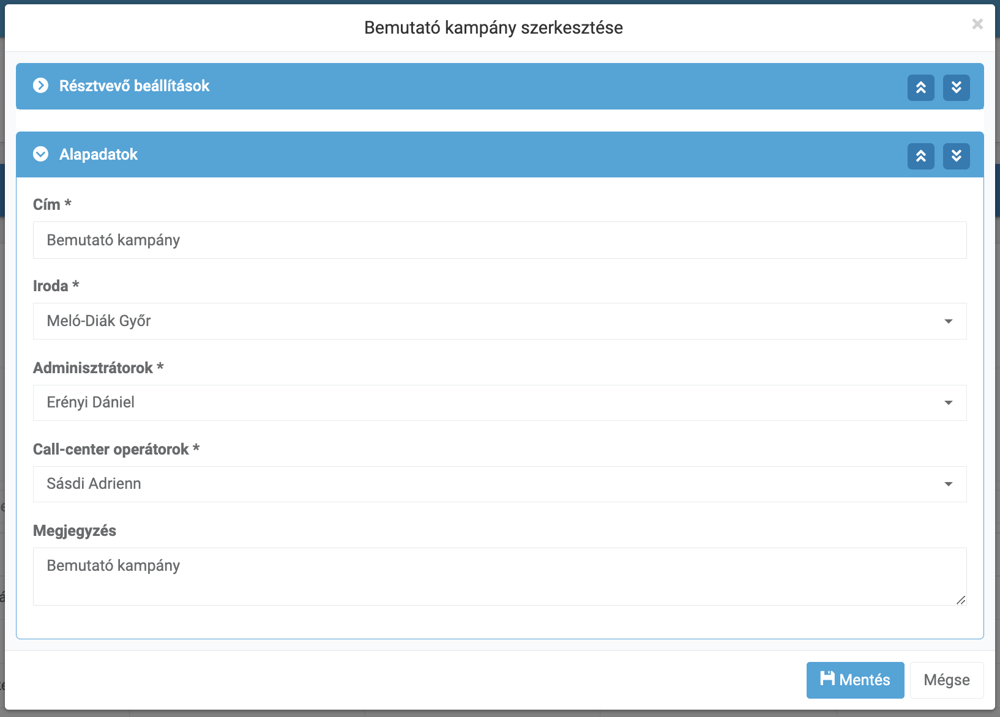 Bemutató kampány szerkesztése
×
Résztvevő beállítások
Alapadatok
Cím *
Bemutató kampány
Iroda *
Meló-Diák Győr
Adminisztrátorok *
Erényi Dániel
Call-center operátorok *
Sásdi Adrienn
Megjegyzés
Bemutató kampány
Mentés
Mégse